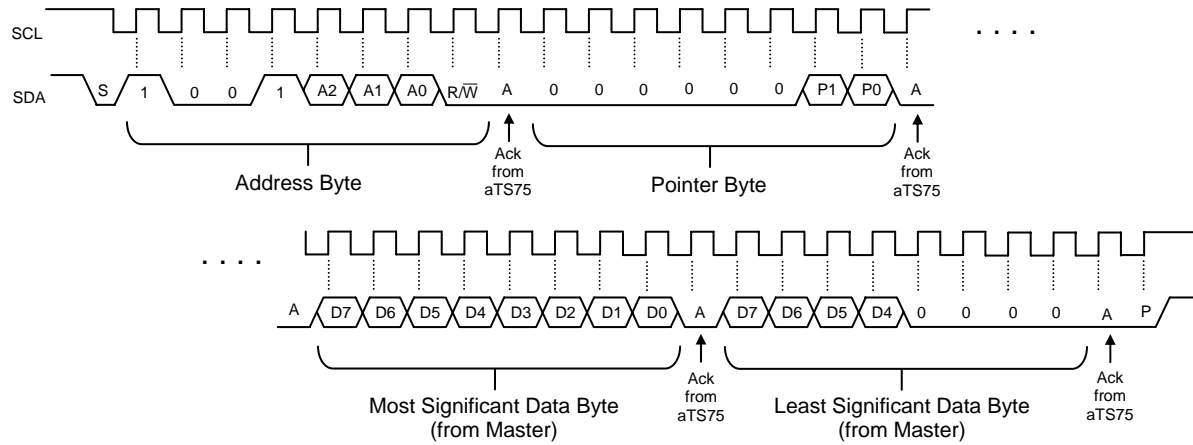 SCL
. . . .
SDA S 1 0 0 1 A2 A1 A0 R/W̅ A 0 0 0 0 0 0 P1 P0 A
Address Byte
Ack
from
aTS75
Pointer Byte
Ack
from
aTS75
. . . .
A D7 D6 D5 D4 D3 D2 D1 D0 A D7 D6 D5 D4 0 0 0 0 A P
Most Significant Data Byte
(from Master)
Ack
from
aTS75
Least Significant Data Byte
(from Master)
Ack
from
aTS75